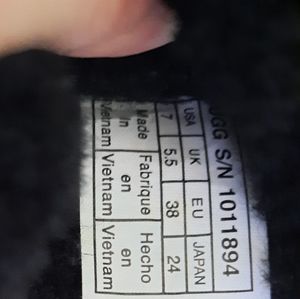 UGG S/N 1011894
USA UK EU JAPAN
7 5.5 38 24
Made Fabrique Hecho
in en en
Vietnam Vietnam Vietnam